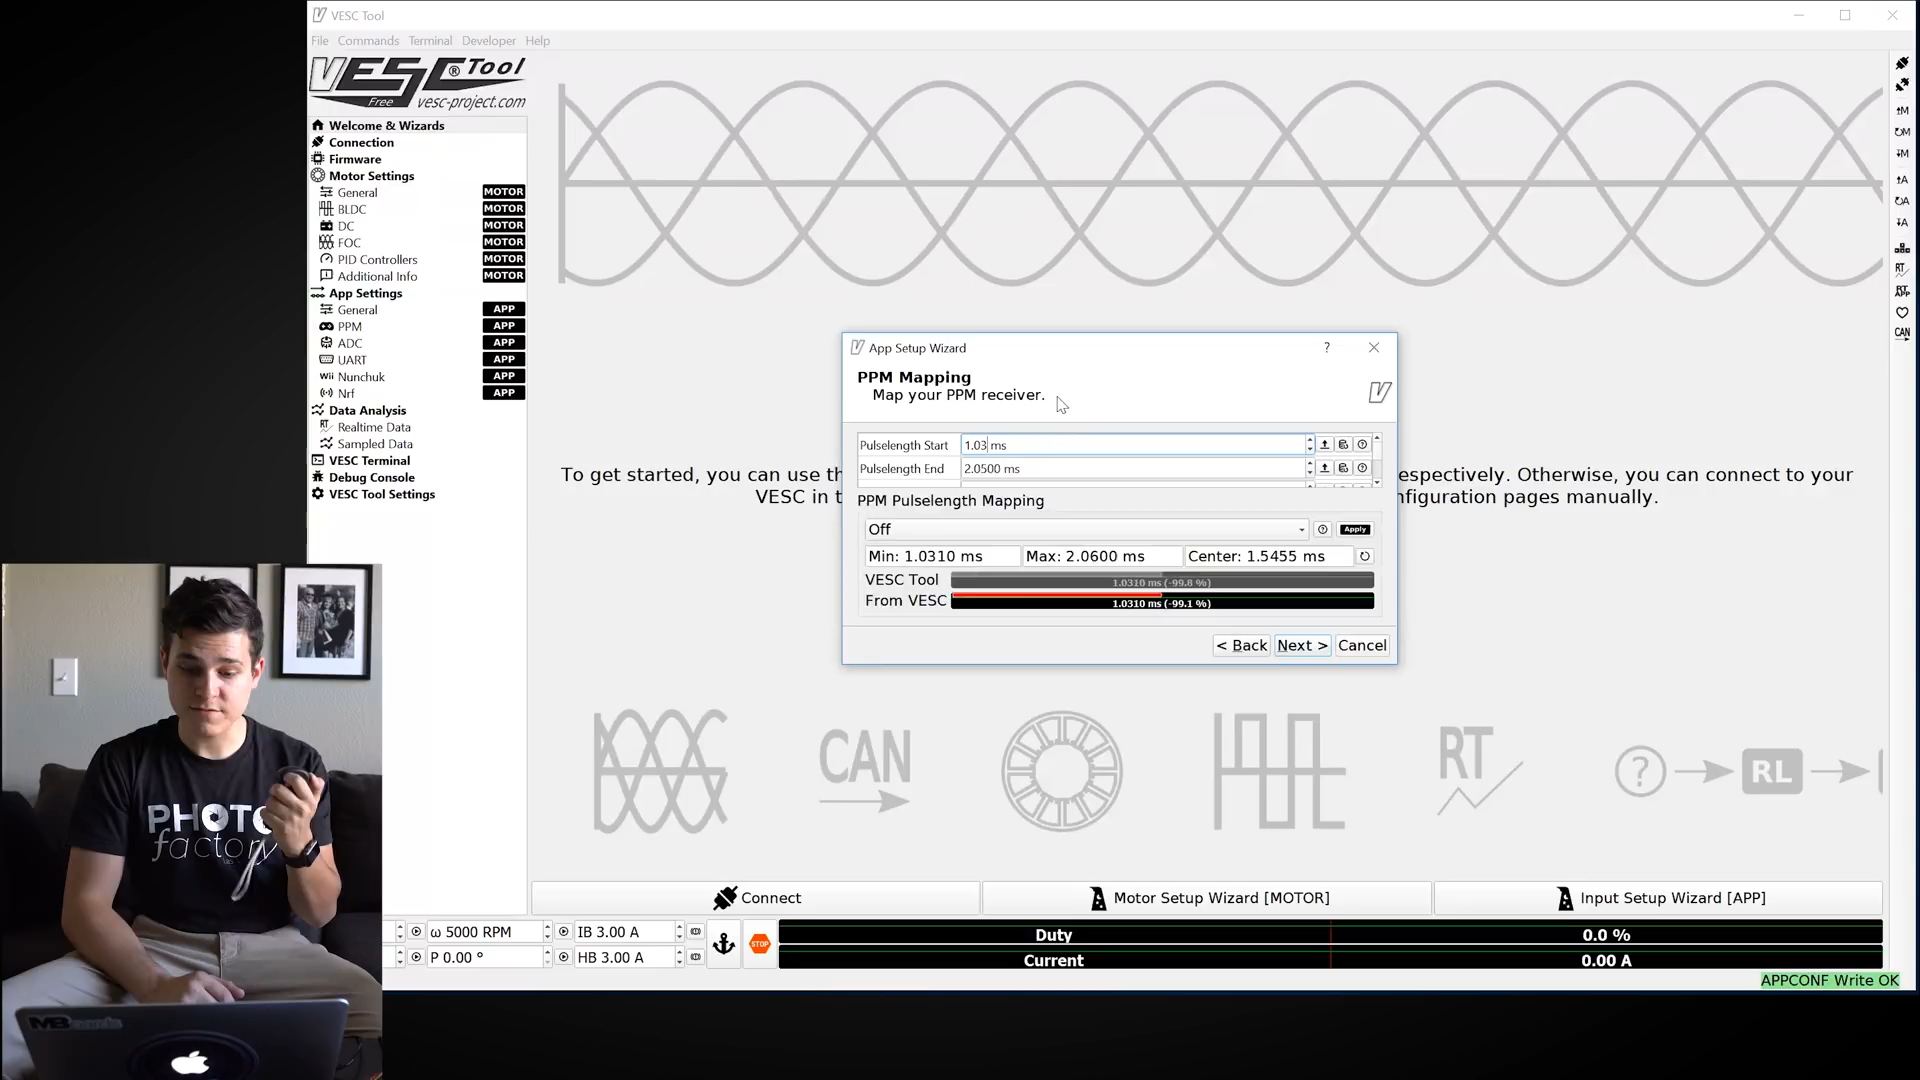 VESC Tool
File Commands Terminal Developer Help
VESC® Tool
Free vesc-project.com
Welcome & Wizards
Connection
Firmware
Motor Settings
General MOTOR
BLDC MOTOR
DC MOTOR
FOC MOTOR
PID Controllers MOTOR
Additional Info MOTOR
App Settings
General APP
PPM APP
ADC APP
UART APP
Wii Nunchuk APP
Nrf APP
RT Data Analysis
RT Realtime Data
Sampled Data
VESC Terminal
Debug Console
VESC Tool Settings
To get started, you can use th
espectively. Otherwise, you can connect to your
VESC in t
nfiguration pages manually.
App Setup Wizard ?
PPM Mapping
Map your PPM receiver.
Pulselength Start 1.03 ms
Pulselength End 2.0500 ms
PPM Pulselength Mapping
Off Apply
Min: 1.0310 ms Max: 2.0600 ms Center: 1.5455 ms
VESC Tool 1.0310 ms (-99.8 %)
From VESC 1.0310 ms (-99.1 %)
< Back Next > Cancel
CAN
RT
? RL
Connect Motor Setup Wizard [MOTOR] Input Setup Wizard [APP]
ω 5000 RPM IB 3.00 A
P 0.00 ° HB 3.00 A
STOP
Duty 0.0 %
Current 0.00 A
APPCONF Write OK
↑M
↻M
↓M
↑A
↻A
↓A
RT
RT
APP
CAN
PHOTO
factory
MBoards